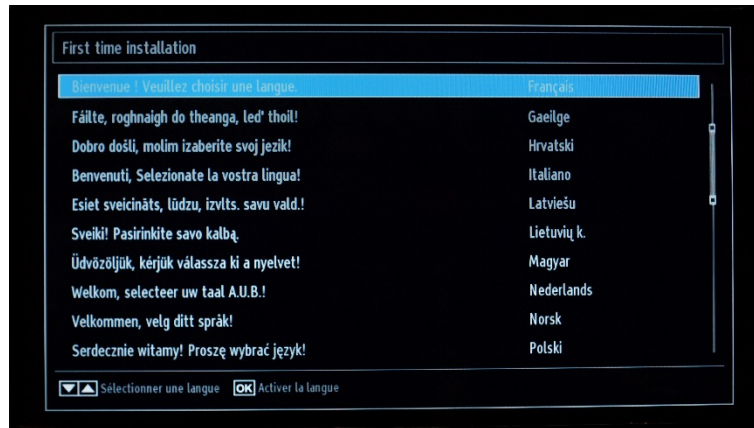 First time installation
Bienvenue ! Veuillez choisir une langue. Français
Fáilte, roghnaigh do theanga, led' thoil! Gaeilge
Dobro došli, molim izaberite svoj jezik! Hrvatski
Benvenuti, Selezionate la vostra lingua! Italiano
Esiet sveicināts, lūdzu, izvlts. savu vald.! Latviešu
Sveiki! Pasirinkite savo kalbą. Lietuvių k.
Üdvözöljük, kérjük válassza ki a nyelvet! Magyar
Welkom, selecteer uw taal A.U.B.! Nederlands
Velkommen, velg ditt språk! Norsk
Serdecznie witamy! Proszę wybrać język! Polski
Sélectionner une langue OK Activer la langue